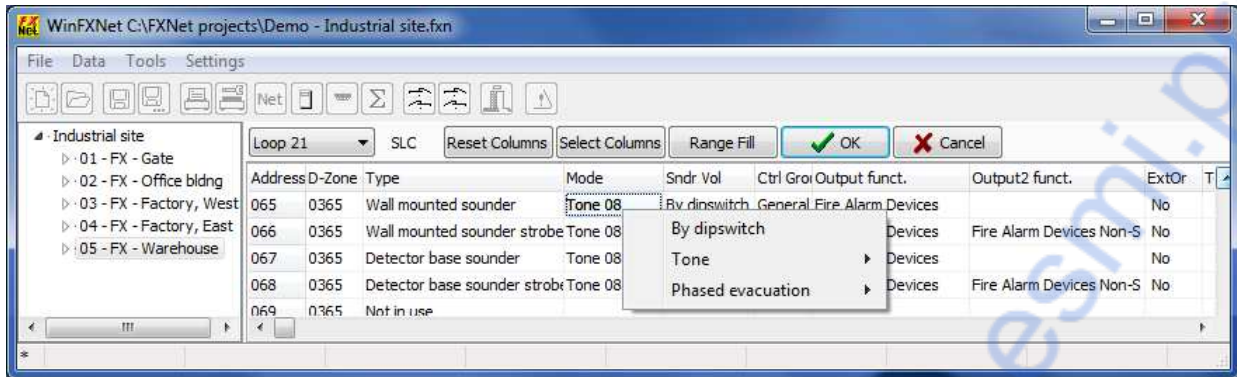 WinFXNet C:\FXNet projects\Demo - Industrial site.fxn
File Data Tools Settings
Net
Industrial site
01 - FX - Gate
02 - FX - Office bldng
03 - FX - Factory, West
04 - FX - Factory, East
05 - FX - Warehouse
Loop 21 SLC Reset Columns Select Columns Range Fill OK Cancel
Address D-Zone Type Mode Sndr Vol Ctrl Grou Output funct. Output2 funct. ExtOr T
065 0365 Wall mounted sounder Tone 08 By dipswitch General Fire Alarm Devices No
066 0365 Wall mounted sounder strobe Tone 08 Devices Fire Alarm Devices Non-S No
067 0365 Detector base sounder Tone 08 Devices No
068 0365 Detector base sounder strobe Tone 08 Devices Fire Alarm Devices Non-S No
069 0365 Not in use
By dipswitch
Tone
Phased evacuation
*
esmi.p